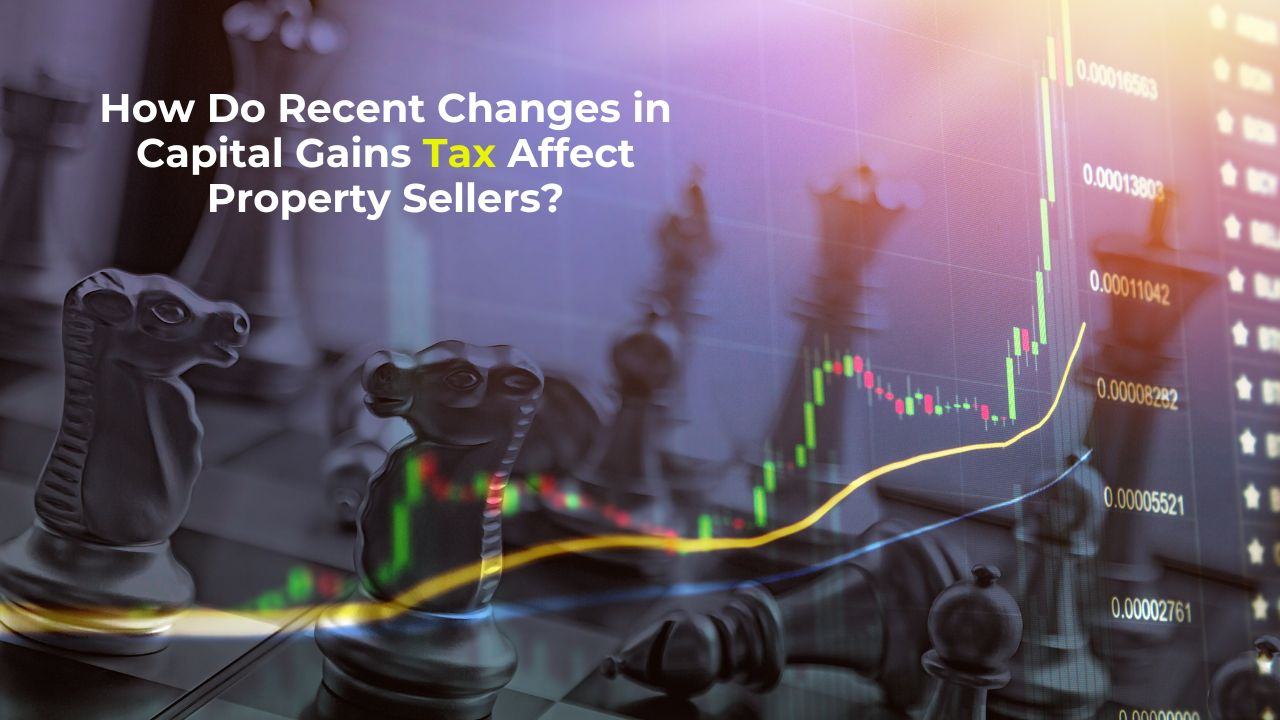 How Do Recent Changes in
Capital Gains Tax Affect
Property Sellers?
0.00016563
0.00013803
0.00011042
0.00008282
0.00005521
0.00002761